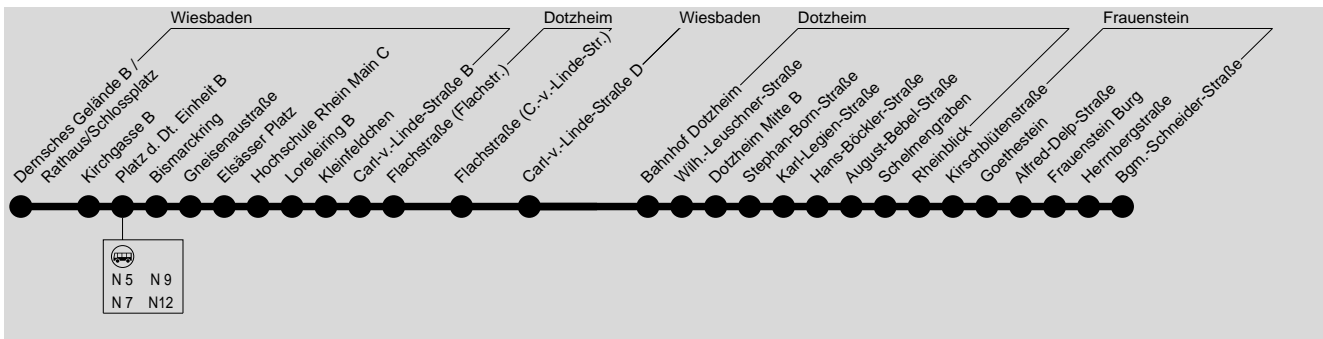 Wiesbaden
Dotzheim
Wiesbaden
Dotzheim
Frauenstein
Dernsches Gelände B /
Rathaus/Schlossplatz
Kirchgasse B
Platz d. Dt. Einheit B
Bismarckring
Gneisenaustraße
Elsässer Platz
Hochschule Rhein Main C
Loreleiring B
Kleinfeldchen
Carl-v.-Linde-Straße B
Flachstraße (Flachstr.)
Flachstraße (C.-v.-Linde-Str.)
Carl-v.-Linde-Straße D
Bahnhof Dotzheim
Wilh.-Leuschner-Straße
Dotzheim Mitte B
Stephan-Born-Straße
Karl-Legien-Straße
Hans-Böckler-Straße
August-Bebel-Straße
Schelmengraben
Rheinblick
Kirschblütenstraße
Goethestein
Alfred-Delp-Straße
Frauenstein Burg
Herrnbergstraße
Bgm.-Schneider-Straße
N 5 N 9
N 7 N12